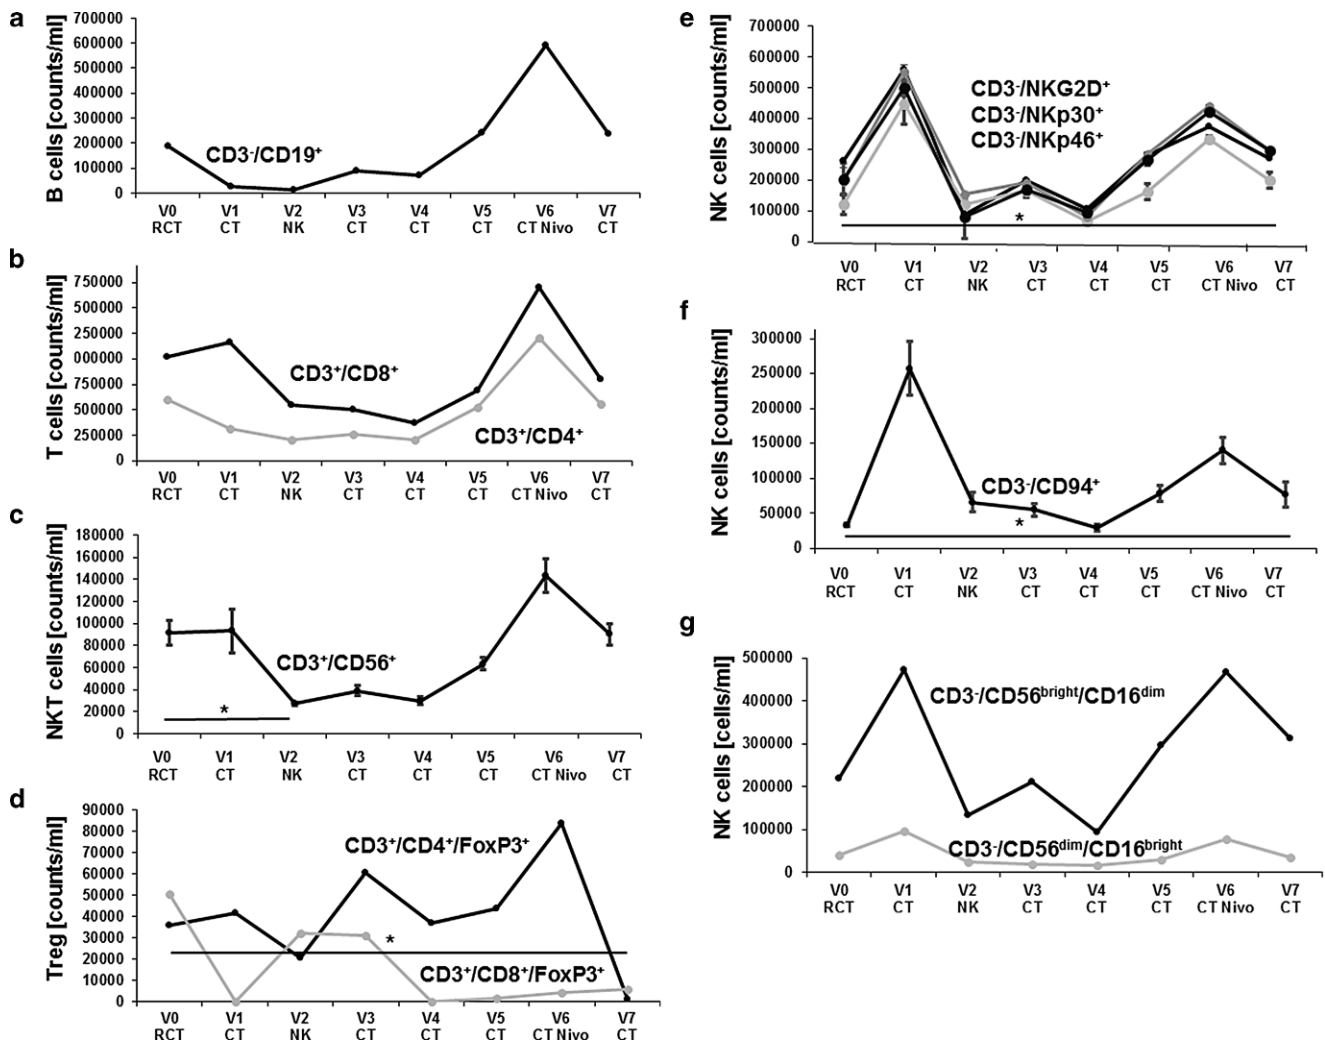 a
B cells [counts/ml]
700000
600000
500000
400000
300000
200000
100000
0
CD3⁻/CD19⁺
V0 V1 V2 V3 V4 V5 V6 V7
RCT CT NK CT CT CT CT Nivo CT
b
T cells [counts/ml]
750000
500000
250000
000000
750000
500000
250000
0
CD3⁺/CD8⁺
CD3⁺/CD4⁺
V0 V1 V2 V3 V4 V5 V6 V7
RCT CT NK CT CT CT CT Nivo CT
c
NKT cells [counts/ml]
180000
160000
140000
120000
100000
80000
60000
40000
20000
0
CD3⁺/CD56⁺
*
V0 V1 V2 V3 V4 V5 V6 V7
RCT CT NK CT CT CT CT Nivo CT
d
Treg [counts/ml]
90000
80000
70000
60000
50000
40000
30000
20000
10000
0
CD3⁺/CD4⁺/FoxP3⁺
*
CD3⁺/CD8⁺/FoxP3⁺
V0 V1 V2 V3 V4 V5 V6 V7
RCT CT NK CT CT CT CT Nivo CT
e
NK cells [counts/ml]
700000
600000
500000
400000
300000
200000
100000
0
CD3⁻/NKG2D⁺
CD3⁻/NKp30⁺
CD3⁻/NKp46⁺
*
V0 V1 V2 V3 V4 V5 V6 V7
RCT CT NK CT CT CT CT Nivo CT
f
NK cells [counts/ml]
300000
250000
200000
150000
100000
50000
0
CD3⁻/CD94⁺
*
V0 V1 V2 V3 V4 V5 V6 V7
RCT CT NK CT CT CT CT Nivo CT
g
NK cells [cells/ml]
500000
400000
300000
200000
100000
0
CD3⁻/CD56ᵇʳⁱᵍʰᵗ/CD16ᵈⁱᵐ
CD3⁻/CD56ᵈⁱᵐ/CD16ᵇʳⁱᵍʰᵗ
V0 V1 V2 V3 V4 V5 V6 V7
RCT CT NK CT CT CT CT Nivo CT